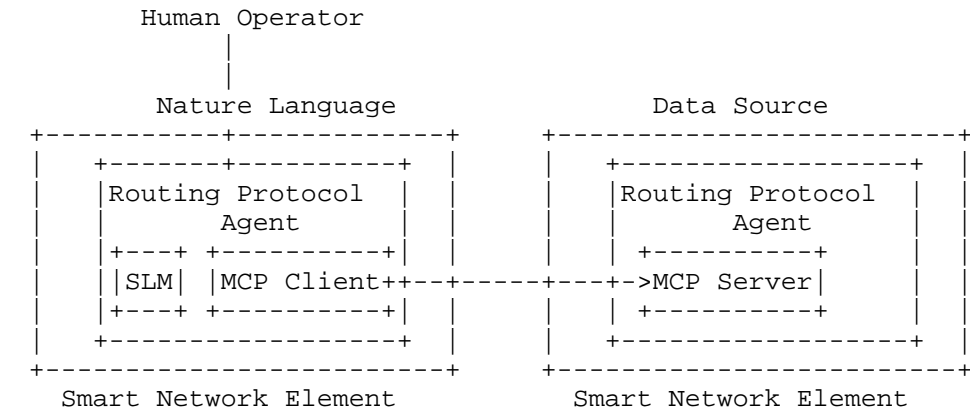 Human Operator
Nature Language Data Source
Routing Protocol Routing Protocol
Agent Agent
SLM MCP Client MCP Server
Smart Network Element Smart Network Element